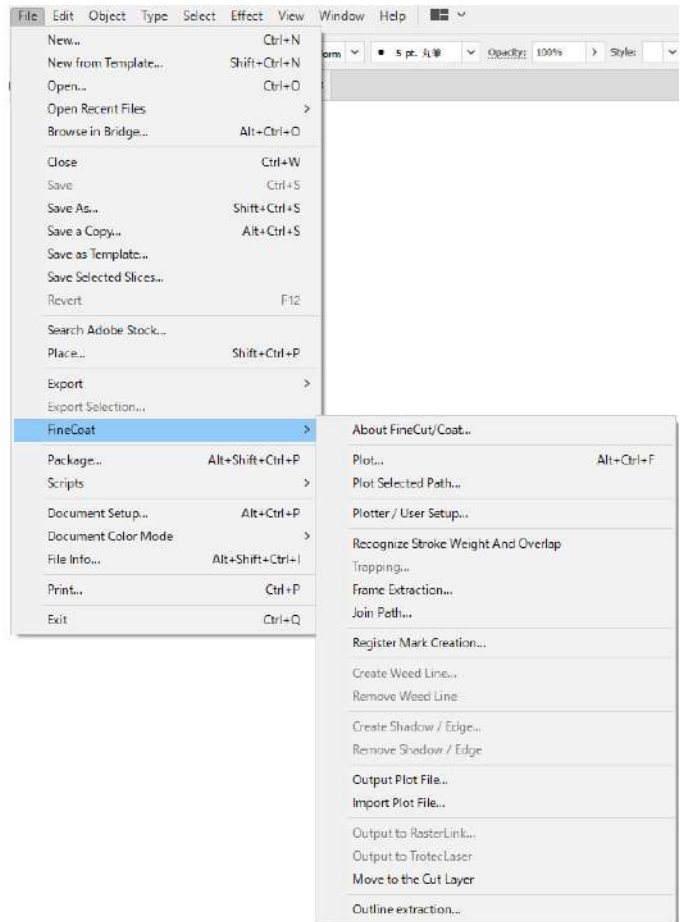 File Edit Object Type Select Effect View Window Help
5 pt. 丸筆 Opacity: 100% Style:
New... Ctrl+N
New from Template... Shift+Ctrl+N
Open... Ctrl+O
Open Recent Files >
Browse in Bridge... Alt+Ctrl+O
Close Ctrl+W
Save Ctrl+S
Save As... Shift+Ctrl+S
Save a Copy... Alt+Ctrl+S
Save as Template...
Save Selected Slices...
Revert F12
Search Adobe Stock...
Place... Shift+Ctrl+P
Export >
Export Selection...
FineCoat >
Package... Alt+Shift+Ctrl+P
Scripts >
Document Setup... Alt+Ctrl+P
Document Color Mode >
File Info... Alt+Shift+Ctrl+I
Print... Ctrl+P
Exit Ctrl+Q
About FineCut/Coat...
Plot... Alt+Ctrl+F
Plot Selected Path...
Plotter / User Setup...
Recognize Stroke Weight And Overlap
Trapping...
Frame Extraction...
Join Path...
Register Mark Creation...
Create Weed Line...
Remove Weed Line
Create Shadow / Edge...
Remove Shadow / Edge
Output Plot File...
Import Plot File...
Output to RasterLink...
Output to TrotecLaser
Move to the Cut Layer
Outline extraction...